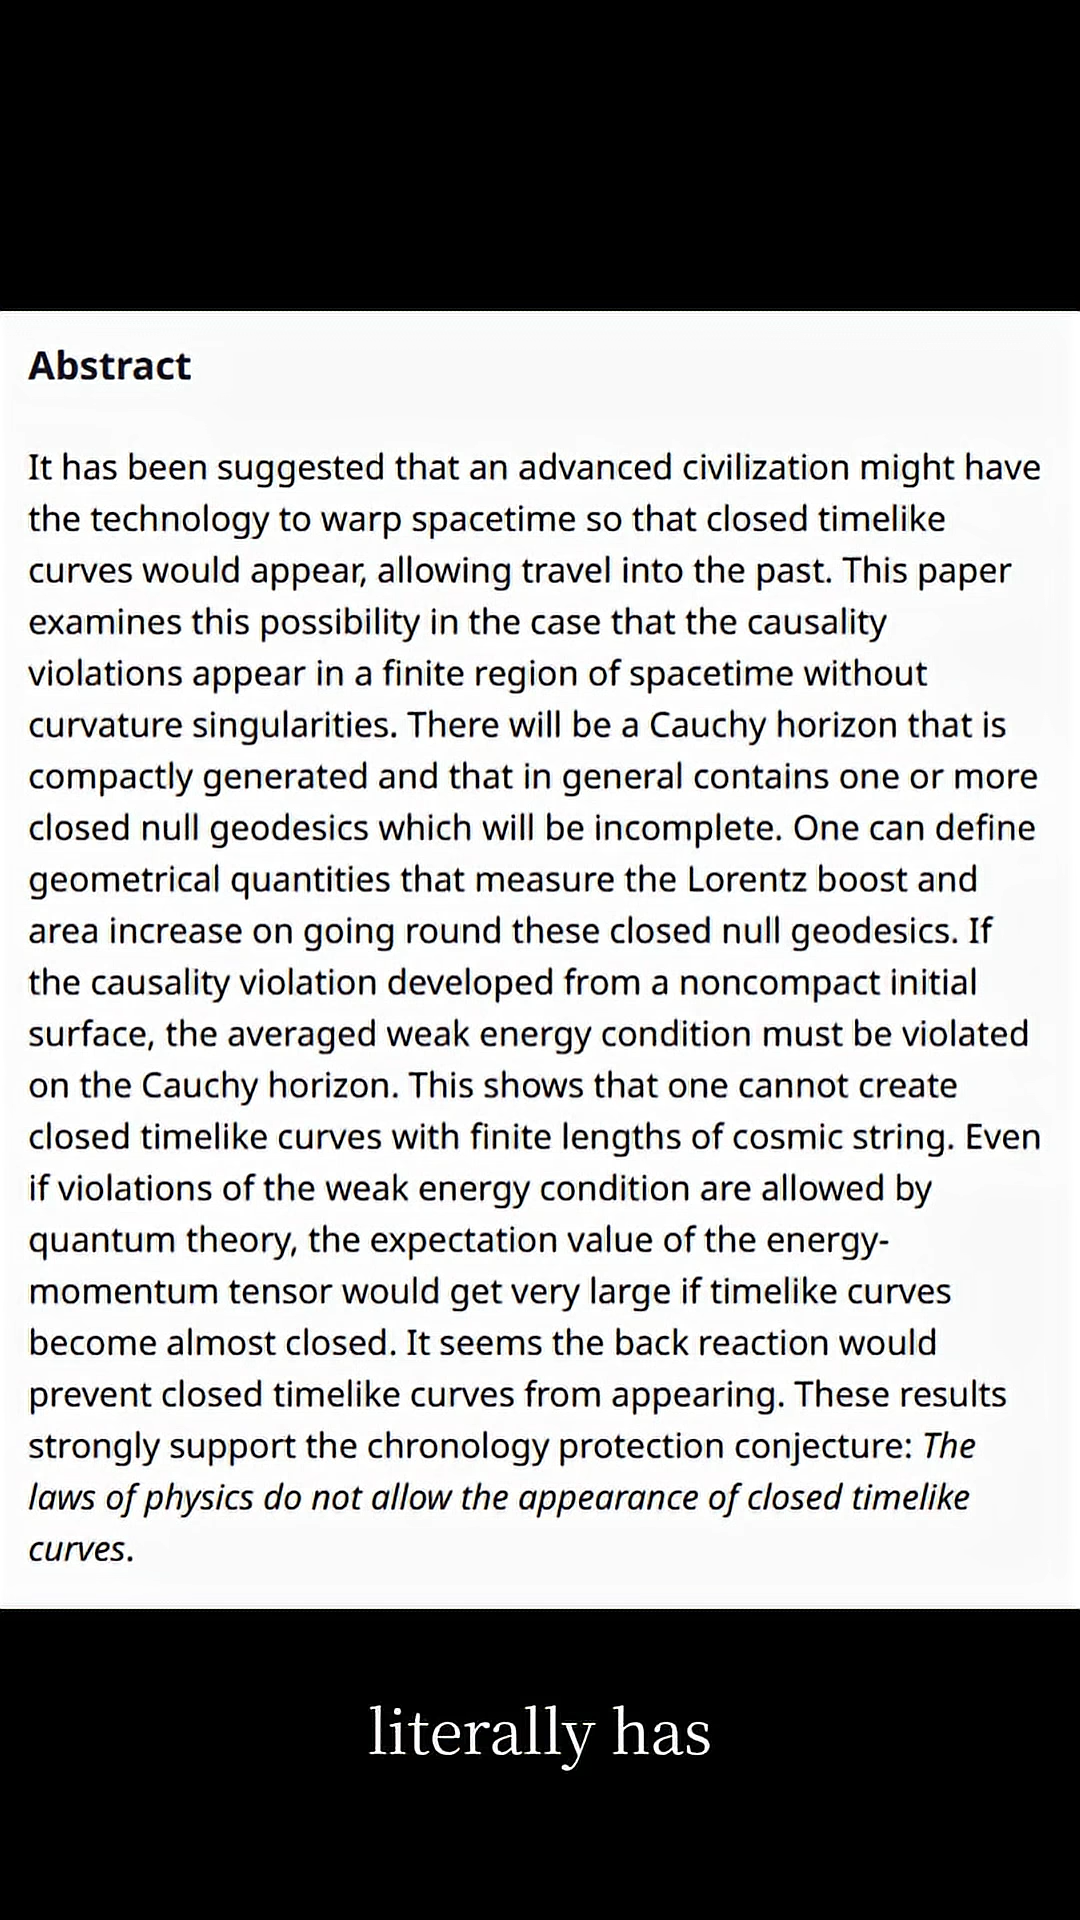 Abstract
It has been suggested that an advanced civilization might have
the technology to warp spacetime so that closed timelike
curves would appear, allowing travel into the past. This paper
examines this possibility in the case that the causality
violations appear in a finite region of spacetime without
curvature singularities. There will be a Cauchy horizon that is
compactly generated and that in general contains one or more
closed null geodesics which will be incomplete. One can define
geometrical quantities that measure the Lorentz boost and
area increase on going round these closed null geodesics. If
the causality violation developed from a noncompact initial
surface, the averaged weak energy condition must be violated
on the Cauchy horizon. This shows that one cannot create
closed timelike curves with finite lengths of cosmic string. Even
if violations of the weak energy condition are allowed by
quantum theory, the expectation value of the energy-
momentum tensor would get very large if timelike curves
become almost closed. It seems the back reaction would
prevent closed timelike curves from appearing. These results
strongly support the chronology protection conjecture: The
laws of physics do not allow the appearance of closed timelike
curves.
literally has